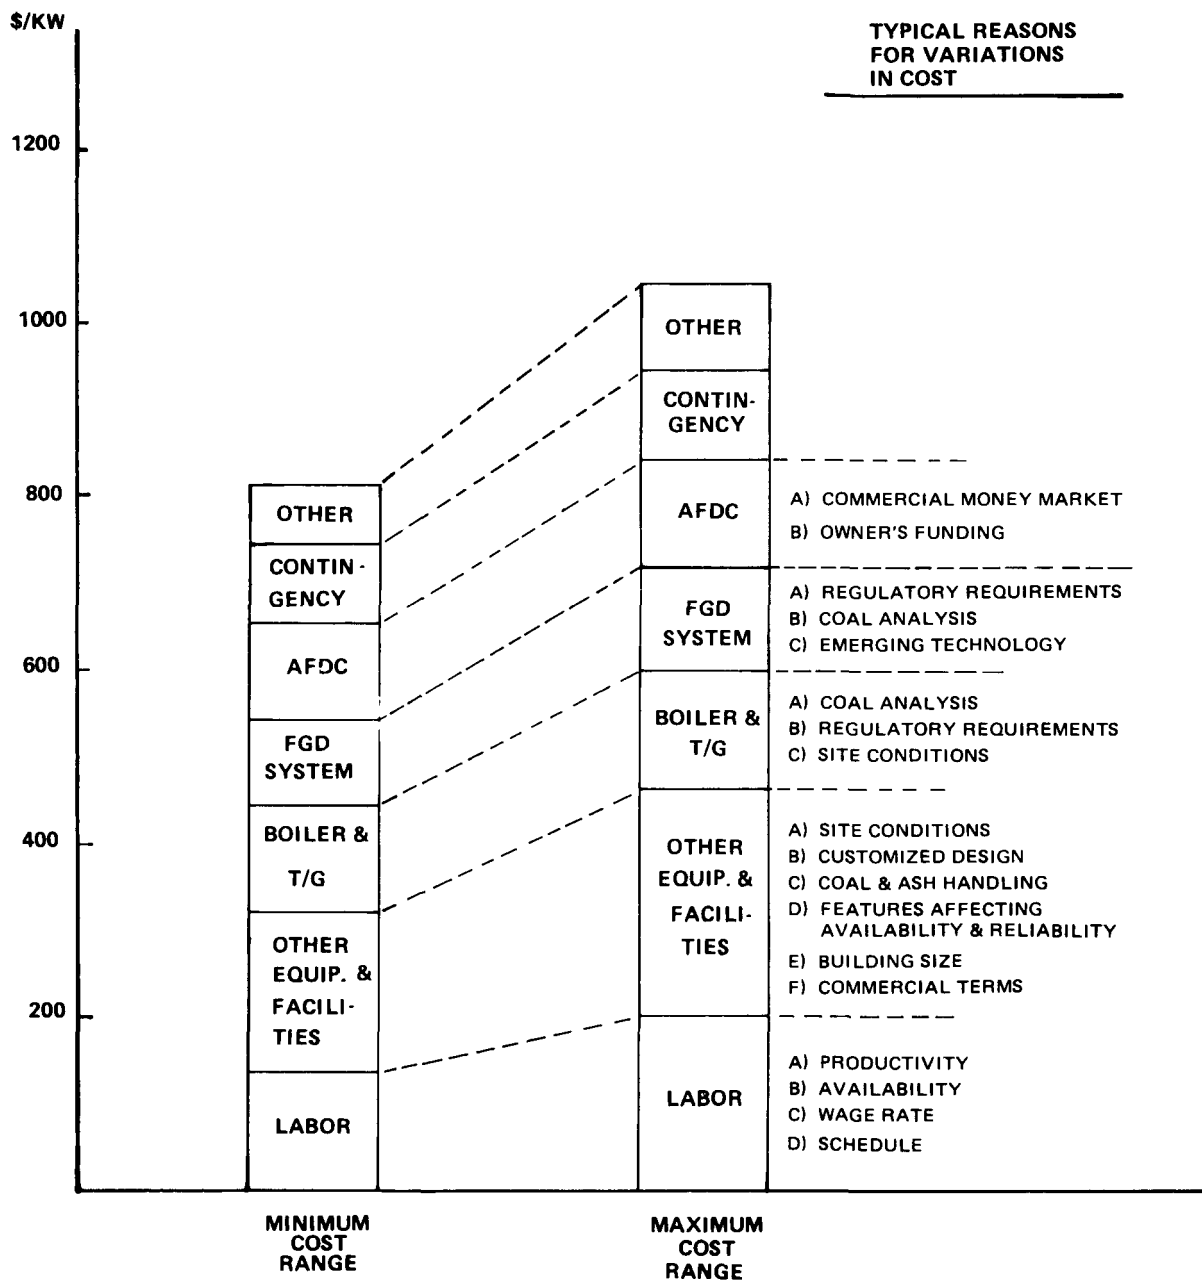 $/KW
TYPICAL REASONS
FOR VARIATIONS
IN COST
1200
1000
800
600
400
200
OTHER
CONTIN-
GENCY
AFDC
FGD
SYSTEM
BOILER &
T/G
OTHER
EQUIP. &
FACILI-
TIES
LABOR
MINIMUM
COST
RANGE
OTHER
CONTIN-
GENCY
AFDC
FGD
SYSTEM
BOILER &
T/G
OTHER
EQUIP. &
FACILI-
TIES
LABOR
MAXIMUM
COST
RANGE
A) COMMERCIAL MONEY MARKET
B) OWNER'S FUNDING
A) REGULATORY REQUIREMENTS
B) COAL ANALYSIS
C) EMERGING TECHNOLOGY
A) COAL ANALYSIS
B) REGULATORY REQUIREMENTS
C) SITE CONDITIONS
A) SITE CONDITIONS
B) CUSTOMIZED DESIGN
C) COAL & ASH HANDLING
D) FEATURES AFFECTING
AVAILABILITY & RELIABILITY
E) BUILDING SIZE
F) COMMERCIAL TERMS
A) PRODUCTIVITY
B) AVAILABILITY
C) WAGE RATE
D) SCHEDULE